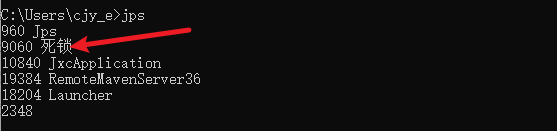 C:\Users\cjy_e>jps
960 Jps
9060 死锁
10840 JxcApplication
19384 RemoteMavenServer36
18204 Launcher
2348